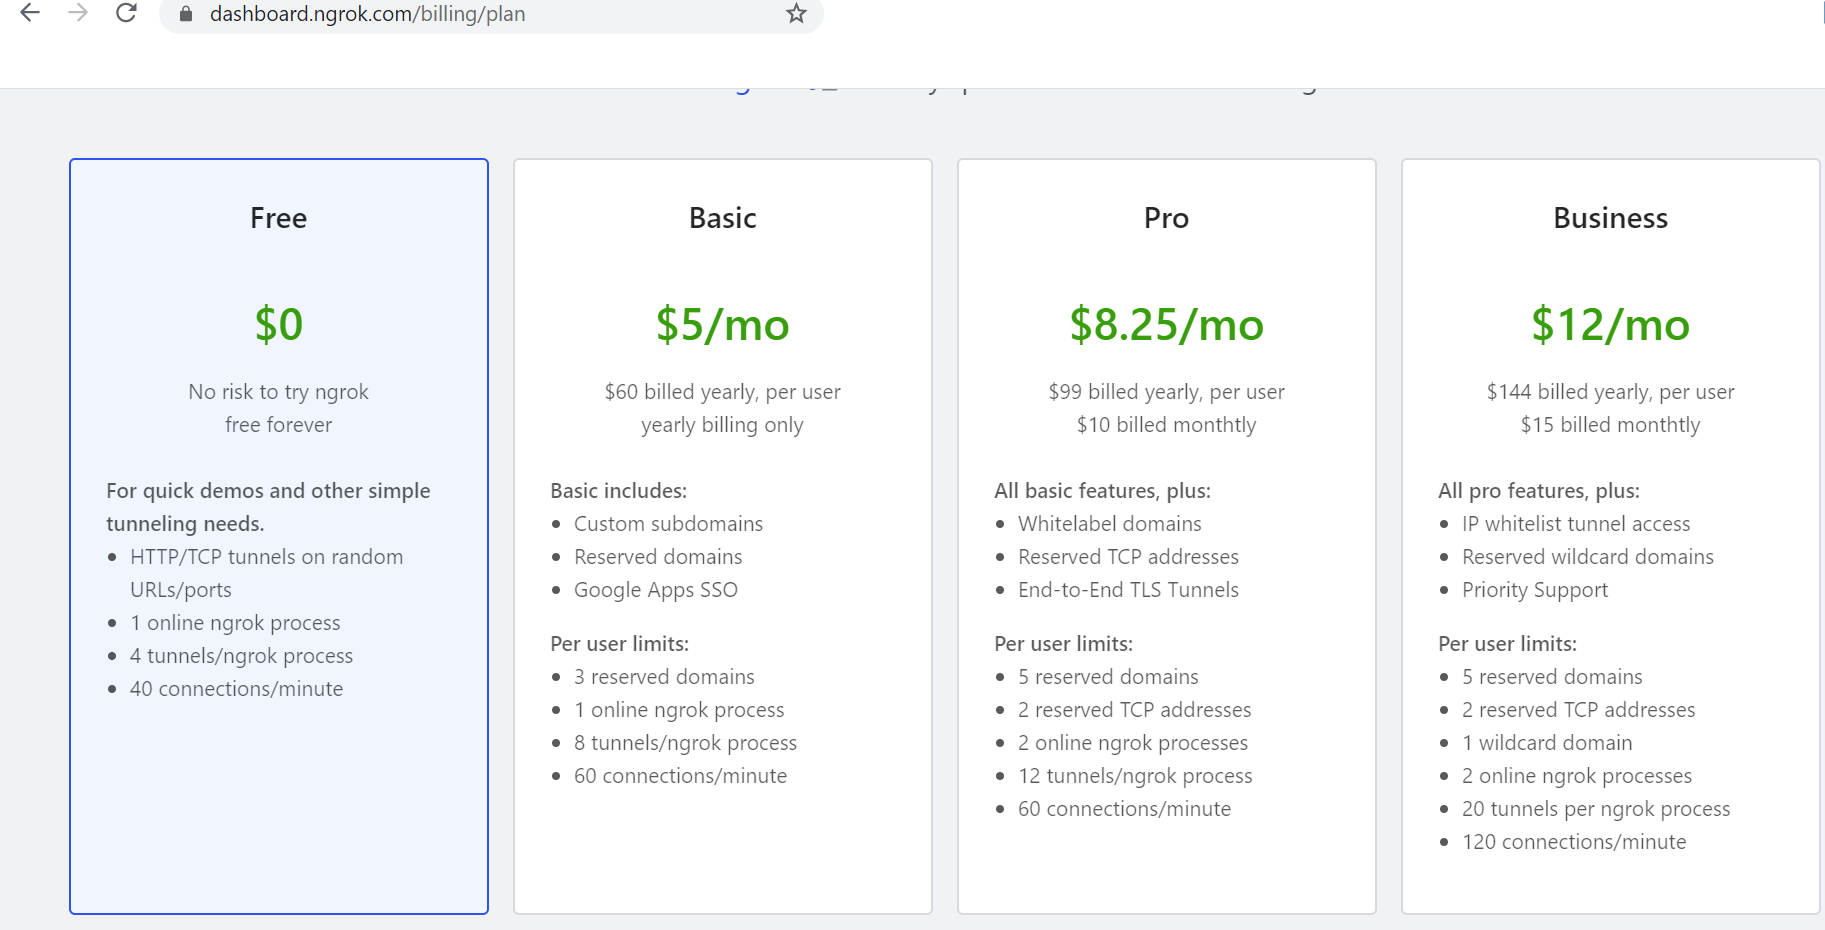 dashboard.ngrok.com/billing/plan
Free
$0
No risk to try ngrok
free forever
For quick demos and other simple
tunneling needs.
HTTP/TCP tunnels on random
URLs/ports
1 online ngrok process
4 tunnels/ngrok process
40 connections/minute
Basic
$5/mo
$60 billed yearly, per user
yearly billing only
Basic includes:
Custom subdomains
Reserved domains
Google Apps SSO
Per user limits:
3 reserved domains
1 online ngrok process
8 tunnels/ngrok process
60 connections/minute
Pro
$8.25/mo
$99 billed yearly, per user
$10 billed monthtly
All basic features, plus:
Whitelabel domains
Reserved TCP addresses
End-to-End TLS Tunnels
Per user limits:
5 reserved domains
2 reserved TCP addresses
2 online ngrok processes
12 tunnels/ngrok process
60 connections/minute
Business
$12/mo
$144 billed yearly, per user
$15 billed monthtly
All pro features, plus:
IP whitelist tunnel access
Reserved wildcard domains
Priority Support
Per user limits:
5 reserved domains
2 reserved TCP addresses
1 wildcard domain
2 online ngrok processes
20 tunnels per ngrok process
120 connections/minute